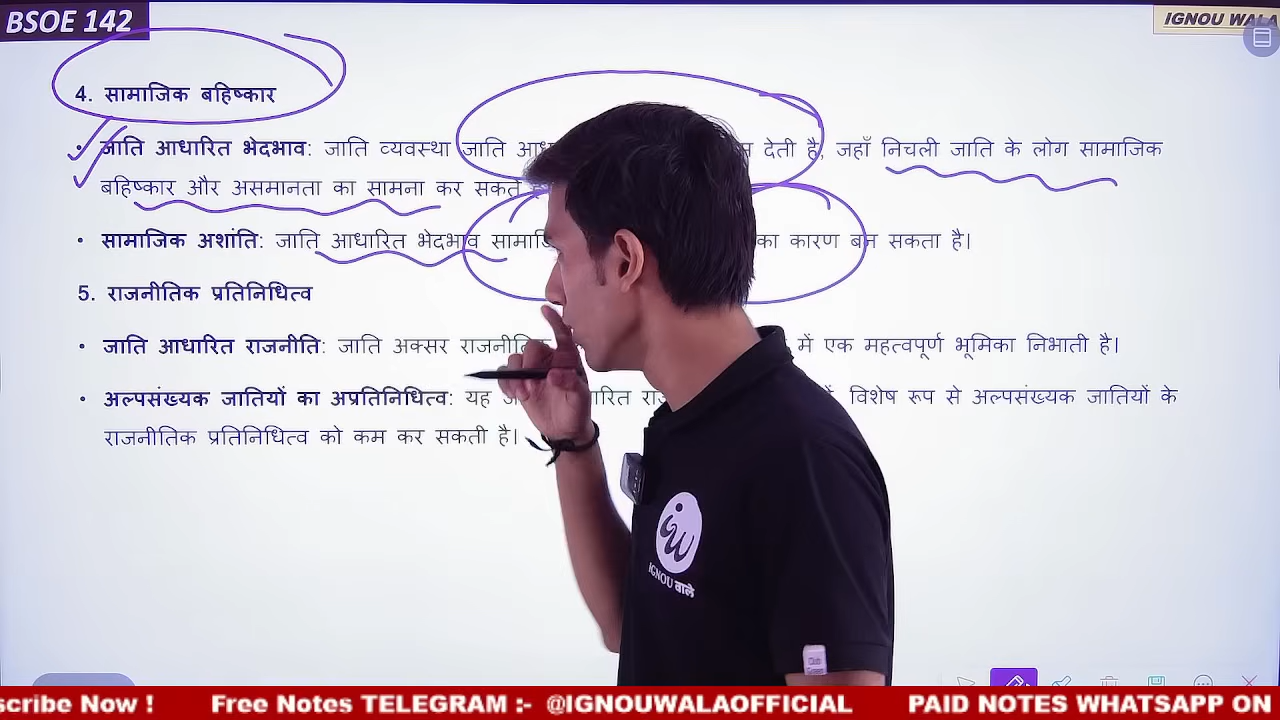 BSOE 142
IGNOU WALA
4. सामाजिक बहिष्कार
• जाति आधारित भेदभाव: जाति व्यवस्था जाति देती है, जहाँ निचली जाति के लोग सामाजिक
बहिष्कार और असमानता का सामना कर सकते
• सामाजिक अशांति: जाति आधारित भेदभाव का कारण बन सकता है।
5. राजनीतिक प्रतिनिधित्व
• जाति आधारित राजनीति: जाति अक्सर में एक महत्वपूर्ण भूमिका निभाती है।
• अल्पसंख्यक जातियों का अप्रतिनिधित्व: यह विशेष रूप से अल्पसंख्यक जातियों के
राजनीतिक प्रतिनिधित्व को कम कर सकती है।
iw
IGNOU वाले
scribe Now ! Free Notes TELEGRAM :- @IGNOUWALAOFFICIAL PAID NOTES WHATSAPP ON